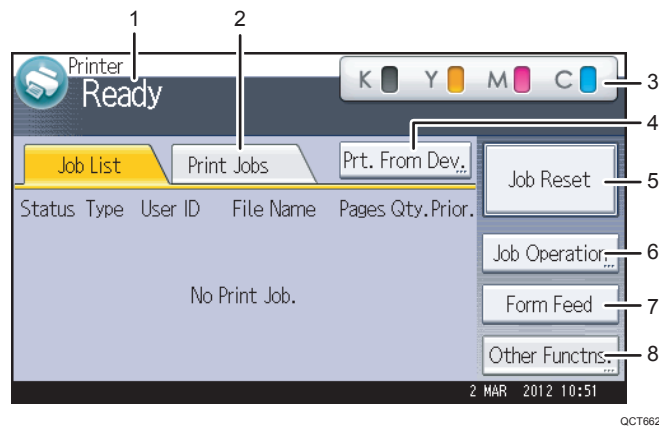 1 2
Printer
Ready
K Y M C 3
4
Job List Print Jobs Prt. From Dev.
Job Reset 5
Status Type User ID File Name Pages Qty. Prior.
Job Operation 6
No Print Job.
Form Feed 7
Other Functns. 8
2 MAR 2012 10:51
QCT662